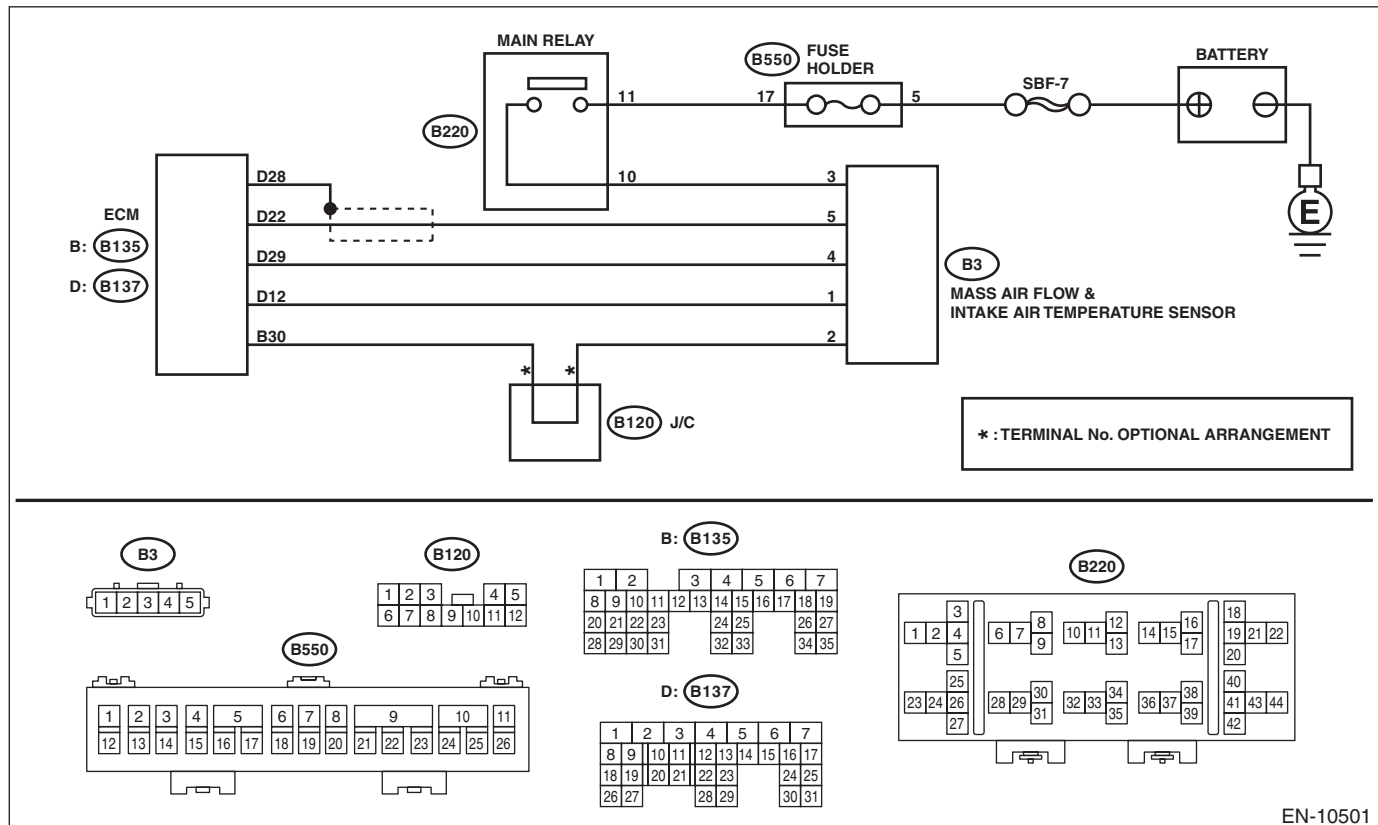 MAIN RELAY
B550 FUSE HOLDER
BATTERY
SBF-7
11 17 5
B220
10 3
ECM
B: B135
D: B137
D28
D22 5
D29 4
D12 1
B30 2
B3
MASS AIR FLOW &
INTAKE AIR TEMPERATURE SENSOR
E
* *
B120 J/C
* : TERMINAL No. OPTIONAL ARRANGEMENT
B3
1 2 3 4 5
B120
1 2 3 4 5
6 7 8 9 10 11 12
B: B135
1 2 3 4 5 6 7
8 9 10 11 12 13 14 15 16 17 18 19
20 21 22 23 24 25 26 27
28 29 30 31 32 33 34 35
B220
3 8 12 16 18
1 2 4 6 7 10 11 14 15 19 21 22
5 9 13 17 20
25 30 34 38 40
23 24 26 28 29 32 33 36 37 41 43 44
27 31 35 39 42
B550
1 2 3 4 5 6 7 8 9 10 11
12 13 14 15 16 17 18 19 20 21 22 23 24 25 26
D: B137
1 2 3 4 5 6 7
8 9 10 11 12 13 14 15 16 17
18 19 20 21 22 23 24 25
26 27 28 29 30 31
EN-10501